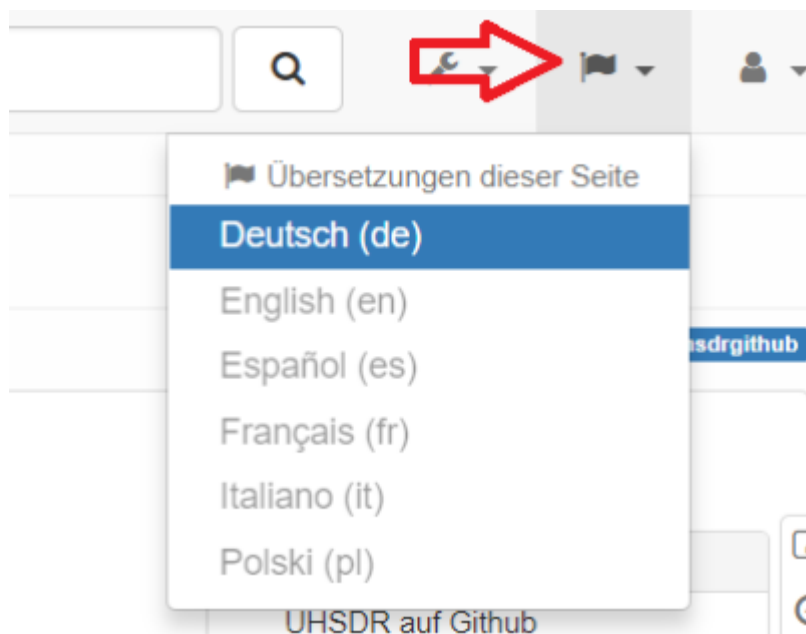 Übersetzungen dieser Seite
Deutsch (de)
English (en)
Español (es)
sdrgithub
Français (fr)
Italiano (it)
Polski (pl)
UHSDR auf Github